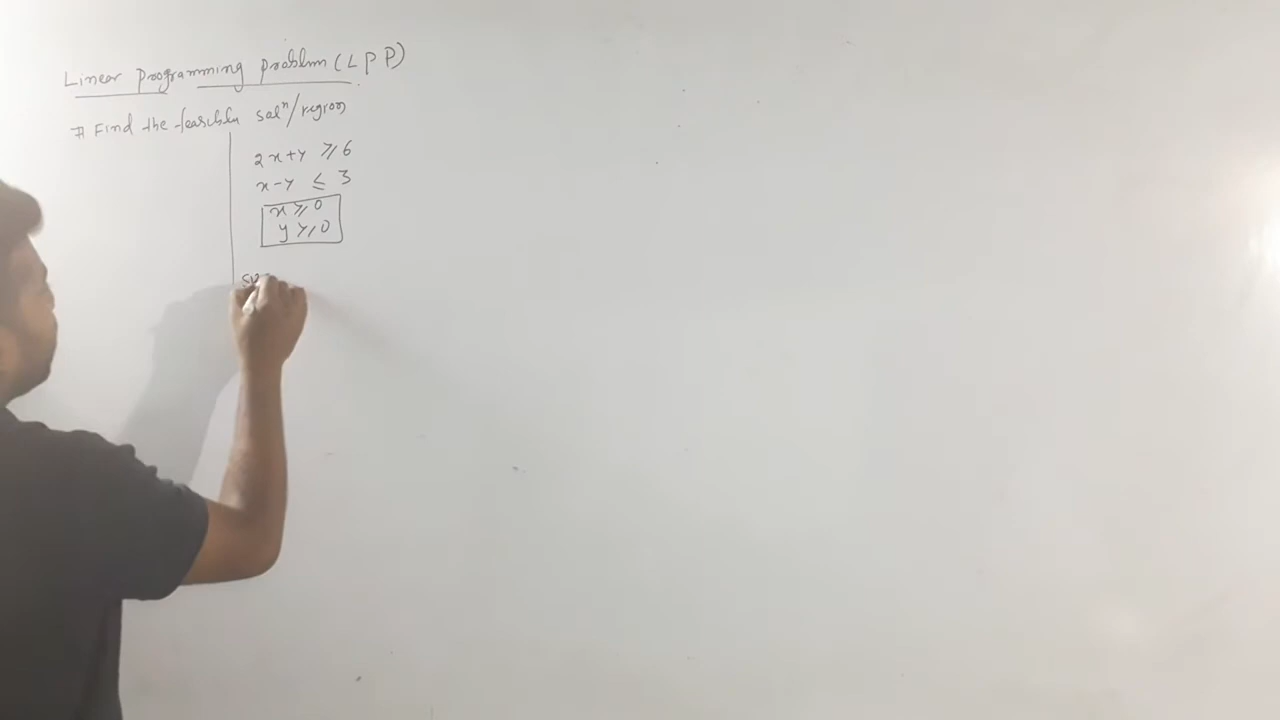 Linear Programming Problem (LPP)
# Find the feasible solⁿ/region
2x+y ≥ 6
x-y ≤ 3
x ≥ 0
y ≥ 0